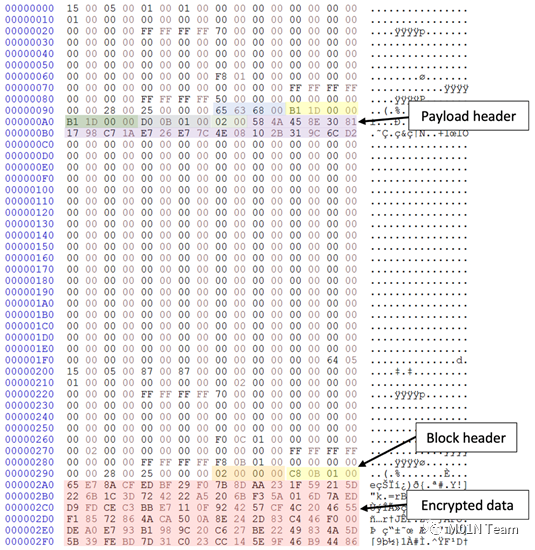 00000000 15 00 05 00 01 00 01 00 00 00 00 00 00 00 00 00 ................
00000010 01 00 00 00 00 00 00 00 00 00 00 00 00 00 00 00 ................
00000020 00 00 00 00 FF FF FF FF 70 00 00 00 00 00 00 00 ....ÿÿÿÿp.......
00000030 00 00 00 00 00 00 00 00 00 00 00 00 00 00 00 00 ................
00000040 00 00 00 00 00 00 00 00 00 00 00 00 00 00 00 00 ................
00000050 00 00 00 00 00 00 00 00 00 00 00 00 00 00 00 00 ................
00000060 00 00 00 00 00 00 00 00 F8 01 00 00 00 00 00 00 ........ø.......
00000070 00 00 00 00 00 00 00 00 00 00 00 00 FF FF FF FF ............ÿÿÿÿ
00000080 00 00 00 00 FF FF FF FF 50 00 00 00 00 00 00 00 ....ÿÿÿÿP.......
00000090 00 00 28 00 25 00 00 00 65 63 68 00 B1 1D 00 00 ..(.%...
000000A0 B1 1D 00 00 D0 0B 01 00 02 08 58 4A 45 8E 30 81
Payload header
000000B0 17 98 C7 1A E7 26 E7 7C 4E 08 10 2B 31 9C 6C D2 .˜Ç.ç&ç|N..+1œlÒ
000000C0 00 00 00 00 00 00 00 00 00 00 00 00 00 00 00 00 ................
000000D0 00 00 00 00 00 00 00 00 00 00 00 00 00 00 00 00 ................
000000E0 00 00 00 00 00 00 00 00 00 00 00 00 00 00 00 00 ................
000000F0 00 00 00 00 00 00 00 00 00 00 00 00 00 00 00 00 ................
00000100 00 00 00 00 00 00 00 00 00 00 00 00 00 00 00 00 ................
00000110 00 00 00 00 00 00 00 00 00 00 00 00 00 00 00 00 ................
00000120 00 00 00 00 00 00 00 00 00 00 00 00 00 00 00 00 ................
00000130 00 00 00 00 00 00 00 00 00 00 00 00 00 00 00 00 ................
00000140 00 00 00 00 00 00 00 00 00 00 00 00 00 00 00 00 ................
00000150 00 00 00 00 00 00 00 00 00 00 00 00 00 00 00 00 ................
00000160 00 00 00 00 00 00 00 00 00 00 00 00 00 00 00 00 ................
00000170 00 00 00 00 00 00 00 00 00 00 00 00 00 00 00 00 ................
00000180 00 00 00 00 00 00 00 00 00 00 00 00 00 00 00 00 ................
00000190 00 00 00 00 00 00 00 00 00 00 00 00 00 00 00 00 ................
000001A0 00 00 00 00 00 00 00 00 00 00 00 00 00 00 00 00 ................
000001B0 00 00 00 00 00 00 00 00 00 00 00 00 00 00 00 00 ................
000001C0 00 00 00 00 00 00 00 00 00 00 00 00 00 00 00 00 ................
000001D0 00 00 00 00 00 00 00 00 00 00 00 00 00 00 00 00 ................
000001E0 00 00 00 00 00 00 00 00 00 00 00 00 00 00 00 00 ................
000001F0 00 00 00 00 00 00 00 00 00 00 00 00 00 00 64 05 ..............d.
00000200 15 00 05 00 87 00 87 00 00 00 00 00 00 00 00 00 ....‡.‡.........
00000210 01 00 00 00 00 00 00 00 00 02 00 00 00 00 00 00 ................
00000220 00 00 00 00 FF FF FF FF 70 00 00 00 00 00 00 00 ....ÿÿÿÿp.......
00000230 00 00 00 00 00 00 00 00 00 00 00 00 00 00 00 00 ................
00000240 00 00 00 00 00 00 00 00 00 00 00 00 00 00 00 00 ................
00000250 00 00 00 00 00 00 00 00 00 00 00 00 00 00 00 00 ................
00000260 00 00 00 00 00 00 00 00 F0 0C 01 00 00 00 00 00
Block header
00000270 00 02 00 00 00 00 00 00 00 00 00 00 FF FF FF FF
00000280 00 00 00 00 FF FF FF FF F8 0B 01 00 00 00 00 00
00000290 00 00 28 00 25 00 00 00 02 00 00 00 C8 0B 01 00 ..(.%.......È...
000002A0 65 E7 8A CF ED BF 29 F0 7B 8D AA 23 1F 59 21 5D eçŠÏí¿)ð{.ª#.Y!]
000002B0 22 6B 1C 3D 72 42 22 A5 20 6B F3 5A 01 6D 7A ED
000002C0 D9 FD CE C3 BB E7 11 0F 92 42 57 CF 4C 20 46 55
Encrypted data
000002D0 F1 85 72 86 4A CA 50 0A 8E 24 2D 83 C4 46 F0 00
000002E0 DE A0 E7 93 B1 98 9C 20 C6 27 BE 22 49 83 4A 5D
000002F0 5B 39 FE BD 7D 31 C0 23 CC 14 5E 9F 46 B9 44 86 [9þ½}1À#Ì.^ŸF¹D†
M01N Team